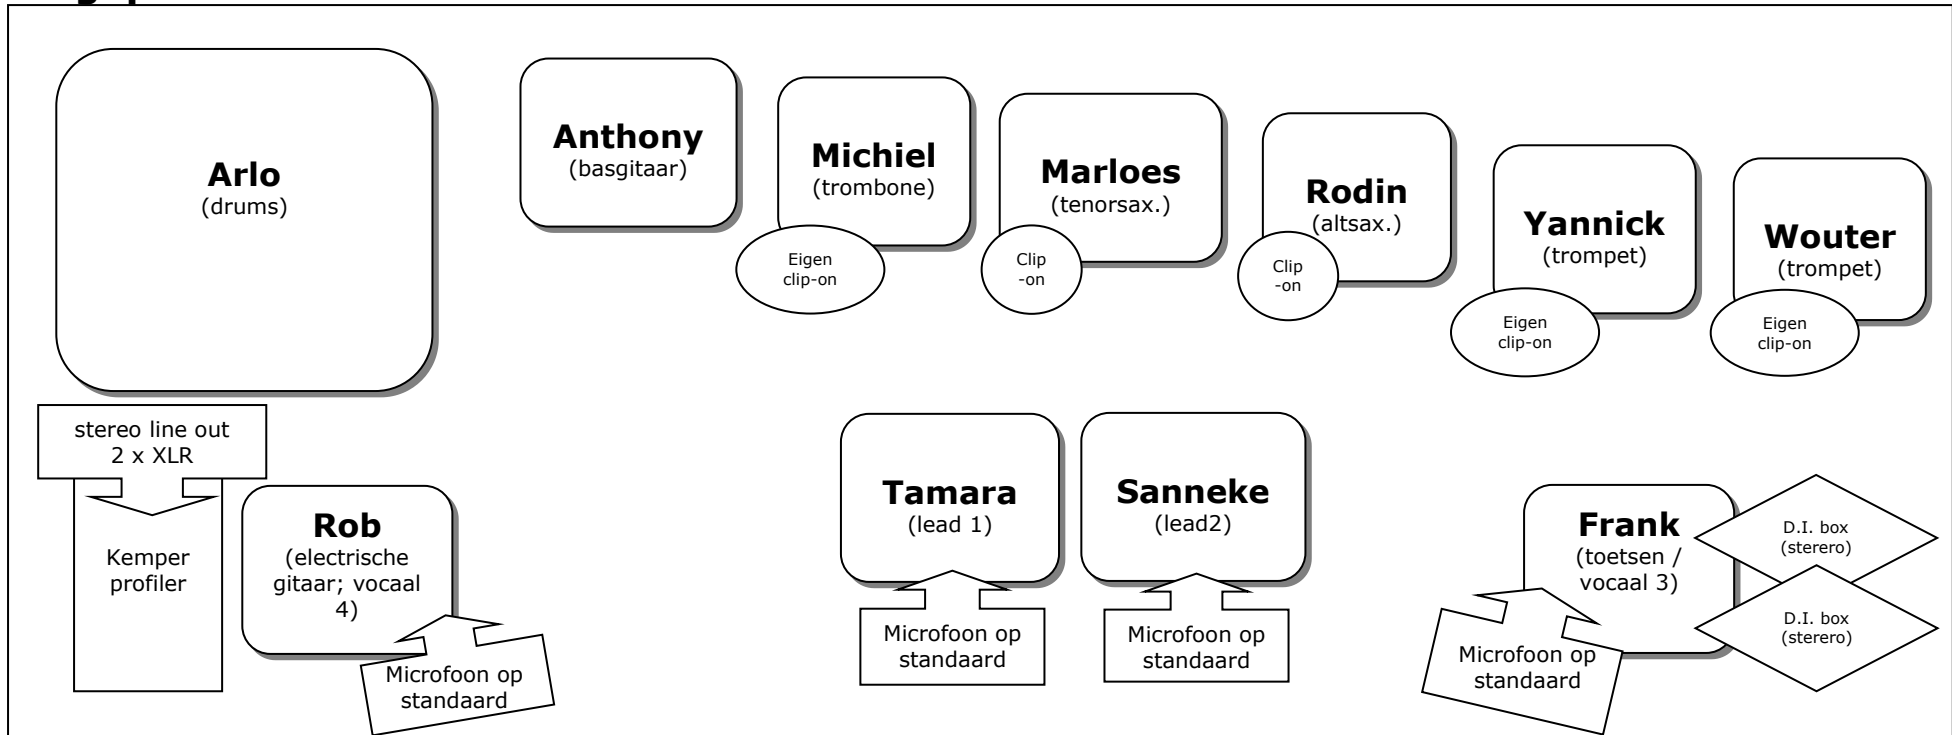 Arlo
(drums)
Anthony
(basgitaar)
Michiel
(trombone)
Eigen
clip-on
Marloes
(tenorsax.)
Clip
-on
Rodin
(altsax.)
Clip
-on
Yannick
(trompet)
Eigen
clip-on
Wouter
(trompet)
Eigen
clip-on
stereo line out
2 x XLR
Kemper
profiler
Rob
(electrische
gitaar; vocaal
4)
Microfoon op
standaard
Tamara
(lead 1)
Microfoon op
standaard
Sanneke
(lead2)
Microfoon op
standaard
Frank
(toetsen /
vocaal 3)
Microfoon op
standaard
D.I. box
(sterero)
D.I. box
(sterero)